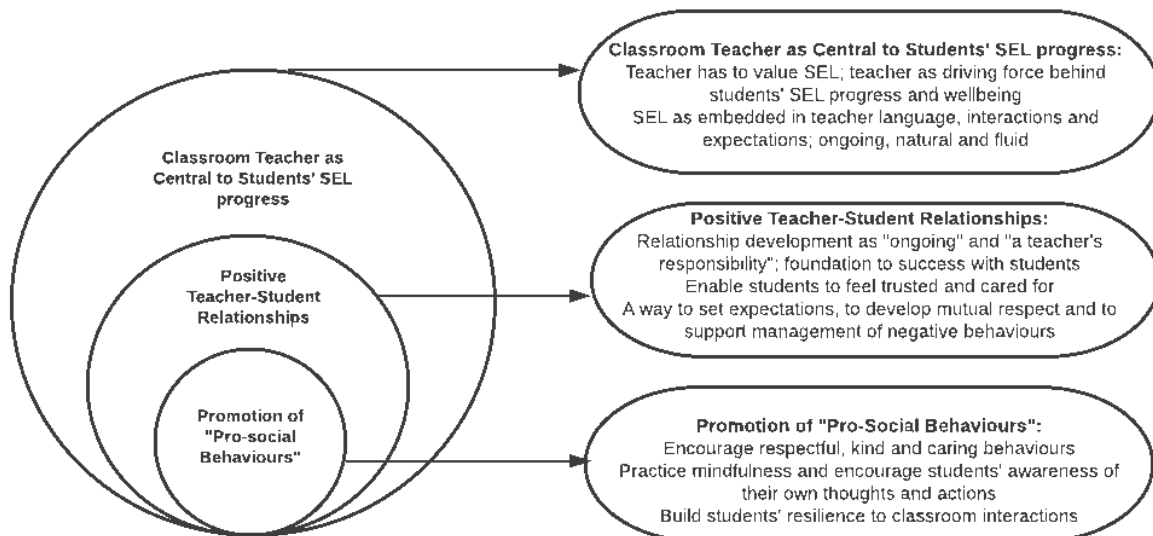 Classroom Teacher as
Central to Students' SEL
progress
Positive
Teacher-Student
Relationships
Promotion of
"Pro-social
Behaviours"
Classroom Teacher as Central to Students' SEL progress:
Teacher has to value SEL; teacher as driving force behind
students' SEL progress and wellbeing
SEL as embedded in teacher language, interactions and
expectations; ongoing, natural and fluid
Positive Teacher-Student Relationships:
Relationship development as "ongoing" and "a teacher's
responsibility"; foundation to success with students
Enable students to feel trusted and cared for
A way to set expectations, to develop mutual respect and to
support management of negative behaviours
Promotion of "Pro-Social Behaviours":
Encourage respectful, kind and caring behaviours
Practice mindfulness and encourage students' awareness of
their own thoughts and actions
Build students' resilience to classroom interactions